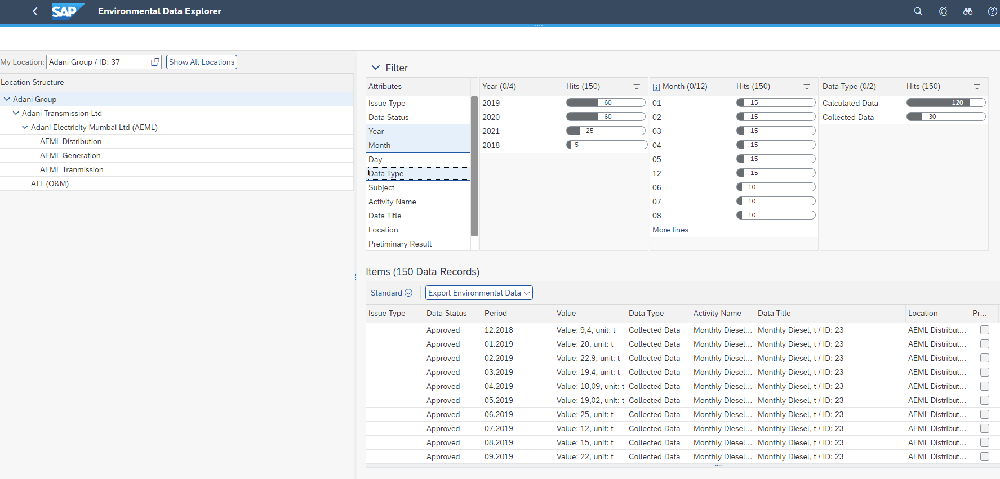 SAP Environmental Data Explorer
My Location: Adani Group / ID: 37 Show All Locations
Location Structure
Adani Group
Adani Transmission Ltd
Adani Electricity Mumbai Ltd (AEML)
AEML Distribution
AEML Generation
AEML Tranmission
ATL (O&M)
Filter
Attributes
Issue Type
Data Status
Year
Month
Day
Data Type
Subject
Activity Name
Data Title
Location
Preliminary Result
Year (0/4) Hits (150)
2019 60
2020 60
2021 25
2018 5
Month (0/12) Hits (150)
01 15
02 15
03 15
04 15
05 15
12 15
06 10
07 10
08 10
More lines
Data Type (0/2) Hits (150)
Calculated Data 120
Collected Data 30
Items (150 Data Records)
Standard Export Environmental Data
Issue Type Data Status Period Value Data Type Activity Name Data Title Location Pr...
Approved 12.2018 Value: 9,4, unit: t Collected Data Monthly Diesel... Monthly Diesel, t / ID: 23 AEML Distribut...
Approved 01.2019 Value: 20, unit: t Collected Data Monthly Diesel... Monthly Diesel, t / ID: 23 AEML Distribut...
Approved 02.2019 Value: 22,9, unit: t Collected Data Monthly Diesel... Monthly Diesel, t / ID: 23 AEML Distribut...
Approved 03.2019 Value: 19,4, unit: t Collected Data Monthly Diesel... Monthly Diesel, t / ID: 23 AEML Distribut...
Approved 04.2019 Value: 18,09, unit: t Collected Data Monthly Diesel... Monthly Diesel, t / ID: 23 AEML Distribut...
Approved 05.2019 Value: 19,02, unit: t Collected Data Monthly Diesel... Monthly Diesel, t / ID: 23 AEML Distribut...
Approved 06.2019 Value: 25, unit: t Collected Data Monthly Diesel... Monthly Diesel, t / ID: 23 AEML Distribut...
Approved 07.2019 Value: 12, unit: t Collected Data Monthly Diesel... Monthly Diesel, t / ID: 23 AEML Distribut...
Approved 08.2019 Value: 15, unit: t Collected Data Monthly Diesel... Monthly Diesel, t / ID: 23 AEML Distribut...
Approved 09.2019 Value: 22, unit: t Collected Data Monthly Diesel... Monthly Diesel, t / ID: 23 AEML Distribut...